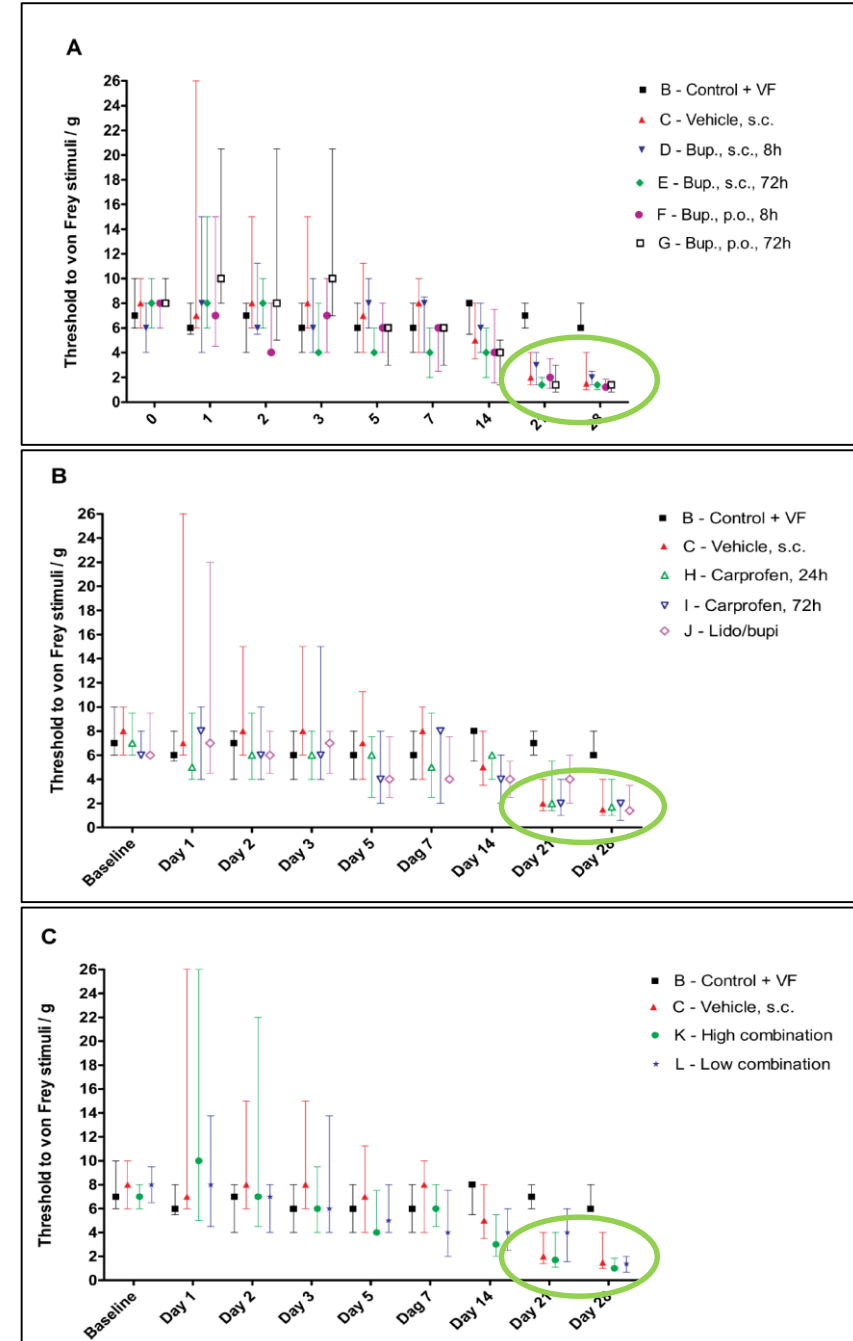 A
Threshold to von Frey stimuli / g
26
24
22
20
18
16
14
12
10
8
6
4
2
0
0 1 2 3 5 7 14
B - Control + VF
C - Vehicle, s.c.
D - Bup., s.c., 8h
E - Bup., s.c., 72h
F - Bup., p.o., 8h
G - Bup., p.o., 72h
B
Threshold to von Frey stimuli / g
26
24
22
20
18
16
14
12
10
8
6
4
2
0
Baseline Day 1 Day 2 Day 3 Day 5 Dag 7 Day 14 Day 21 Day 28
B - Control + VF
C - Vehicle, s.c.
H - Carprofen, 24h
I - Carprofen, 72h
J - Lido/bupi
C
Threshold to von Frey stimuli / g
26
24
22
20
18
16
14
12
10
8
6
4
2
0
Baseline Day 1 Day 2 Day 3 Day 5 Dag 7 Day 14 Day 21 Day 28
B - Control + VF
C - Vehicle, s.c.
K - High combination
L - Low combination